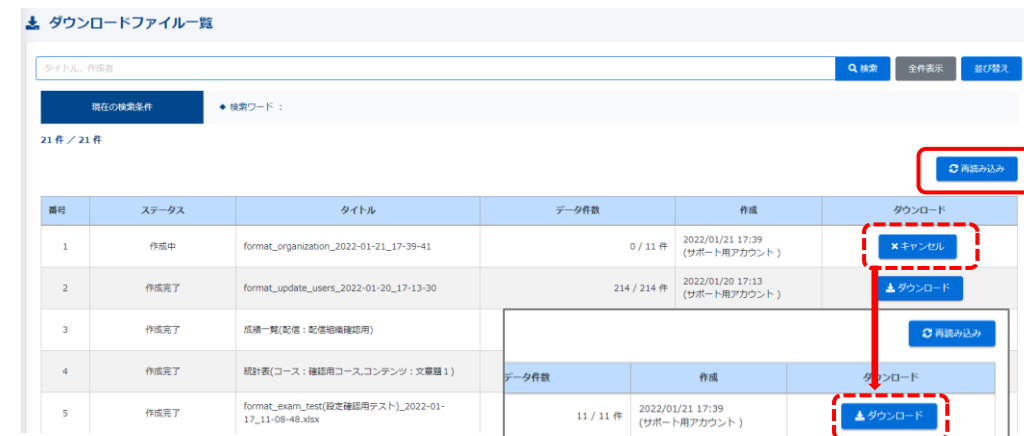 ダウンロードファイル一覧
タイトル、作成者
検索
全件表示
並び替え
現在の検索条件
◆ 検索ワード ：
21 件 ／ 21 件
再読み込み
番号 ステータス タイトル データ件数 作成 ダウンロード
1 作成中 format_organization_2022-01-21_17-39-41 0 / 11 件 2022/01/21 17:39
(サポート用アカウント )
キャンセル
2 作成完了 format_update_users_2022-01-20_17-13-30 214 / 214 件 2022/01/20 17:13
(サポート用アカウント )
ダウンロード
3 作成完了 成績一覧(配信：配信組織確認用)
4 作成完了 統計表(コース：確認用コース,コンテンツ：文章題１)
5 作成完了 format_exam_test(設定確認用テスト)_2022-01-
17_11-08-48.xlsx
再読み込み
データ件数 作成 ダウンロード
11 / 11 件 2022/01/21 17:39
(サポート用アカウント )
ダウンロード